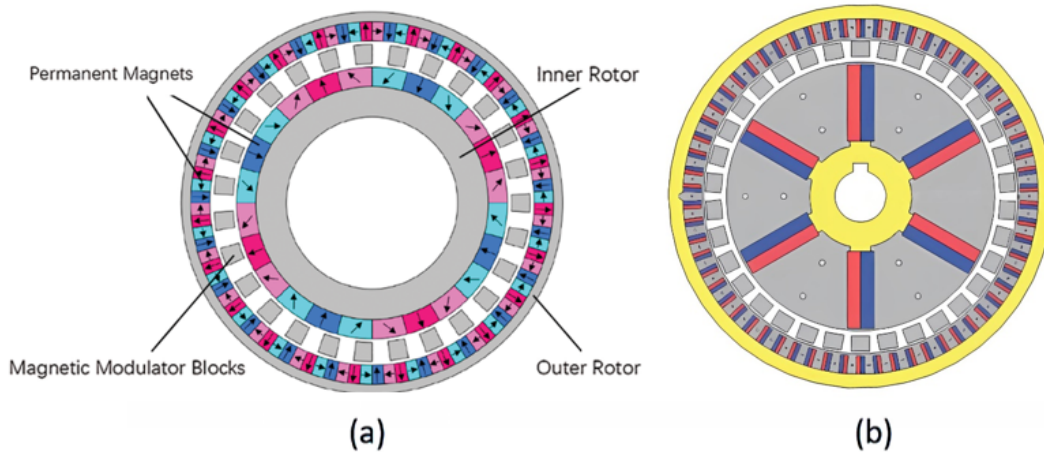 Permanent Magnets
Inner Rotor
Magnetic Modulator Blocks
Outer Rotor
(a)
(b)